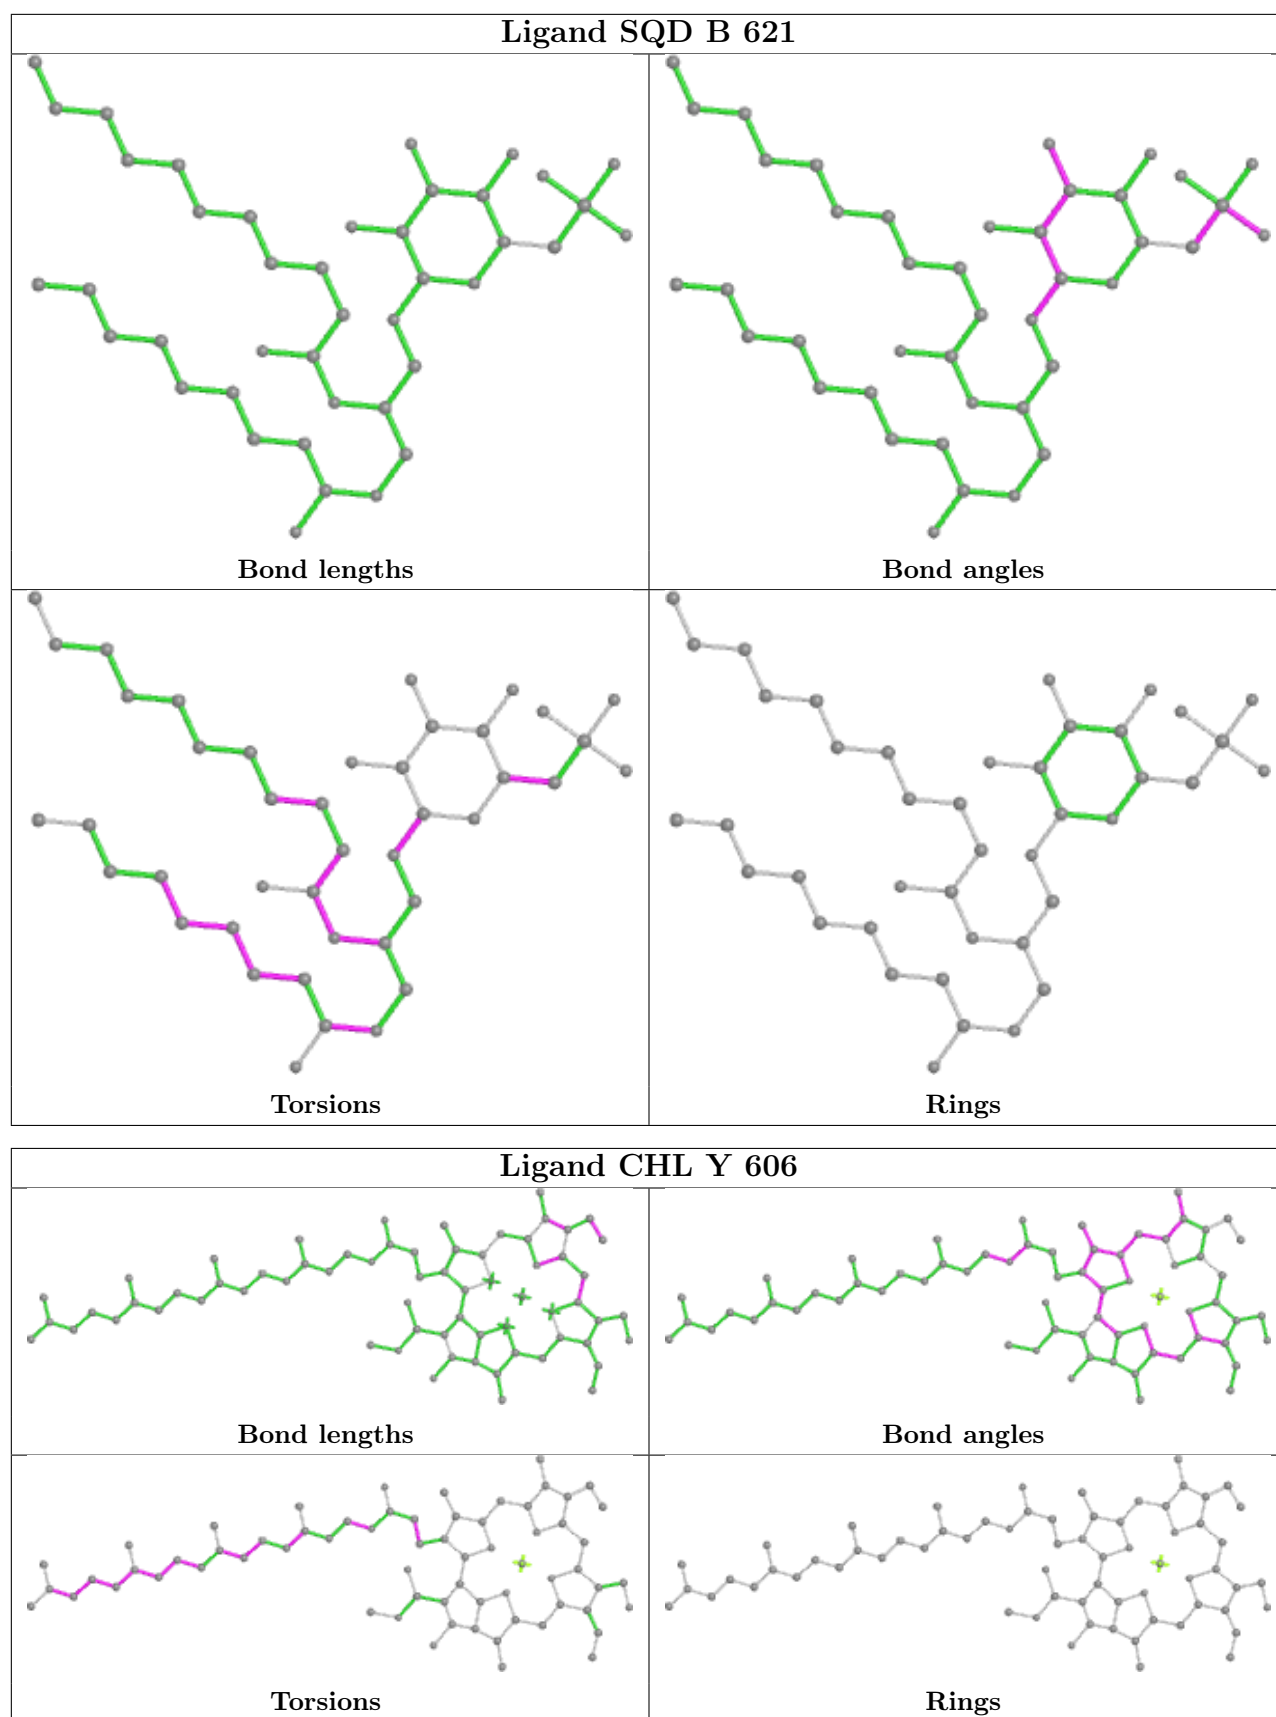 Ligand SQD B 621
Bond lengths
Bond angles
Torsions
Rings
Ligand CHL Y 606
Bond lengths
Bond angles
Torsions
Rings